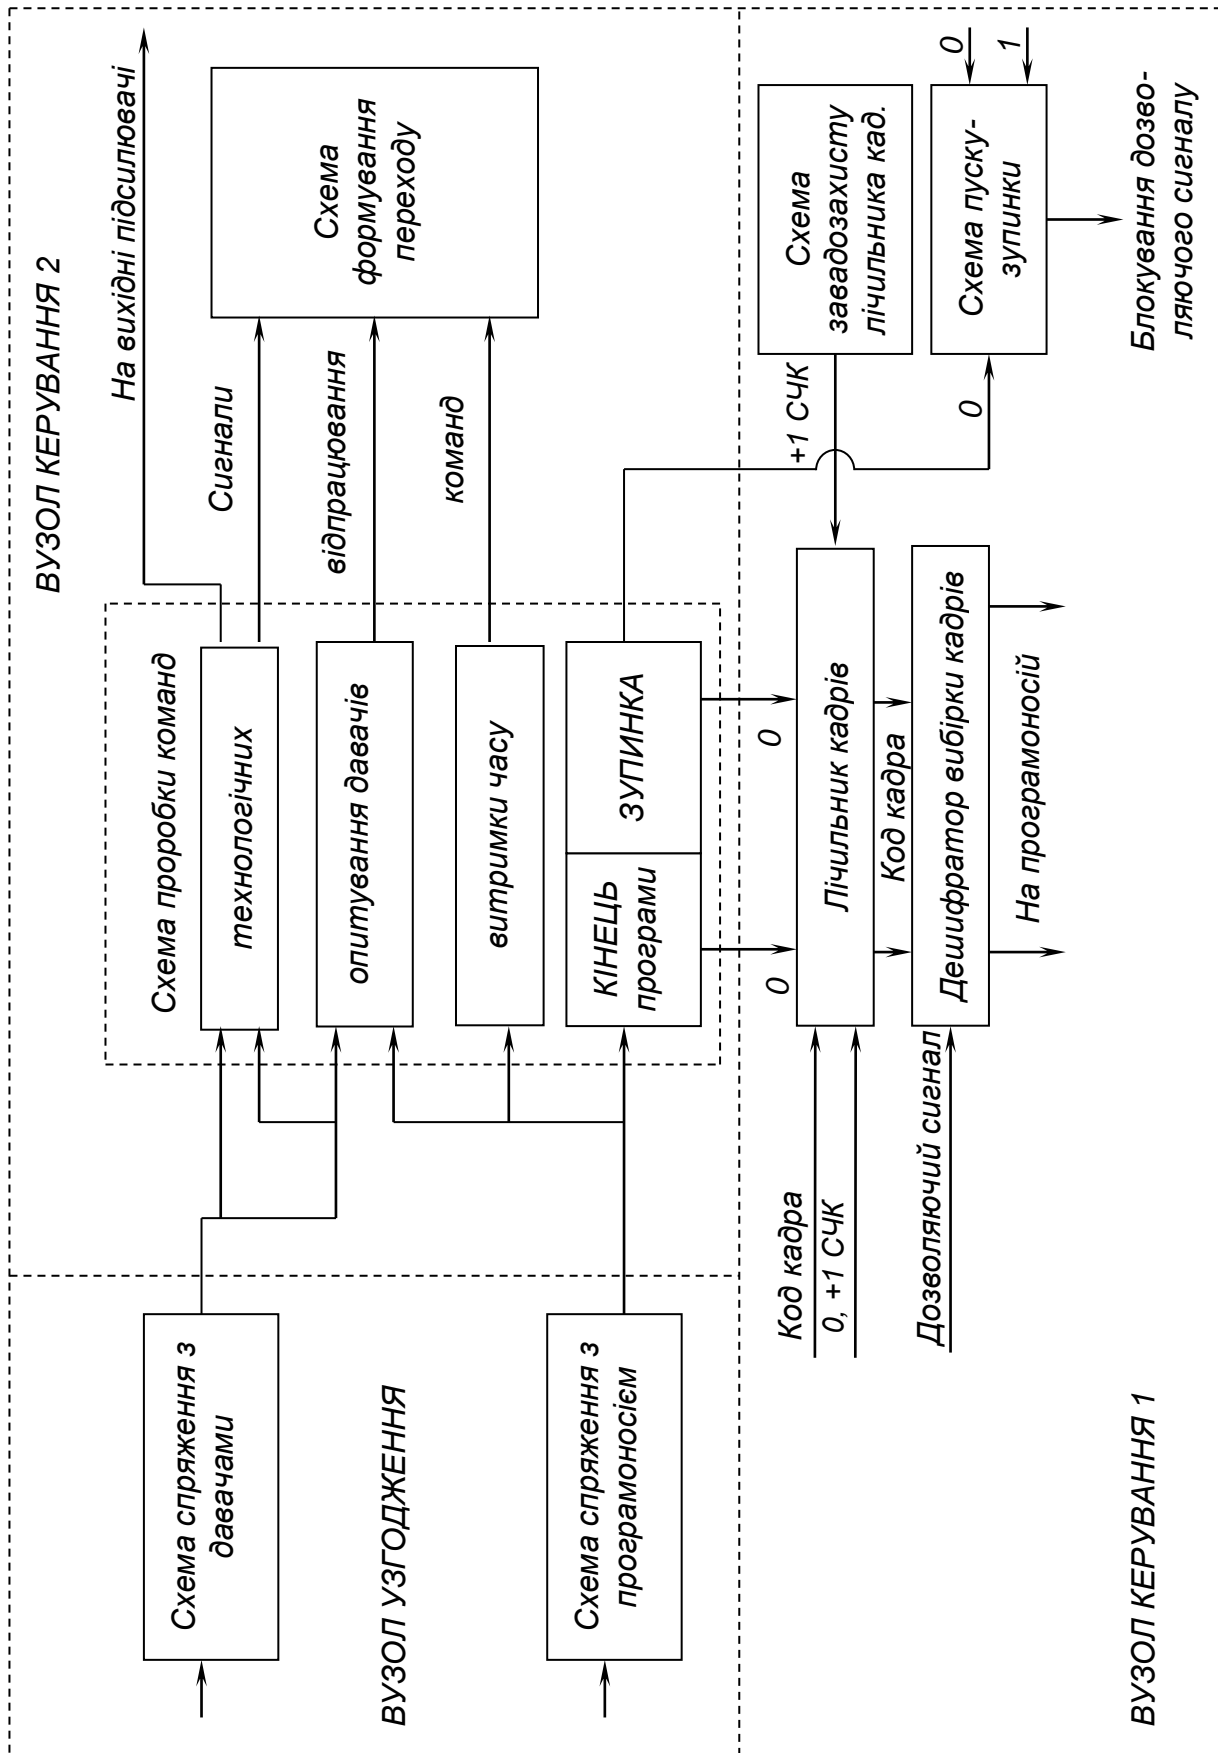 ВУЗОЛ КЕРУВАННЯ 2
На вихідні підсилювачі
Схема
формування
переходу
Сигнали
відпрацювання
команд
Схема проробки команд
технологічних
опитування давачів
витримки часу
КІНЕЦЬ
програми
ЗУПИНКА
Схема спряження з
давачами
ВУЗОЛ УЗГОДЖЕННЯ
Схема спряження з
програмоносієм
Схема
завадозахисту
лічильника кад.
Схема пуску-
зупинки
0
1
Блокування дозво-
ляючого сигналу
+1 СЧК
0
0
0
Лічильник кадрів
Код кадра
Дешифратор вибірки кадрів
На програмоносій
Код кадра
0, +1 СЧК
Дозволяючий сигнал
ВУЗОЛ КЕРУВАННЯ 1